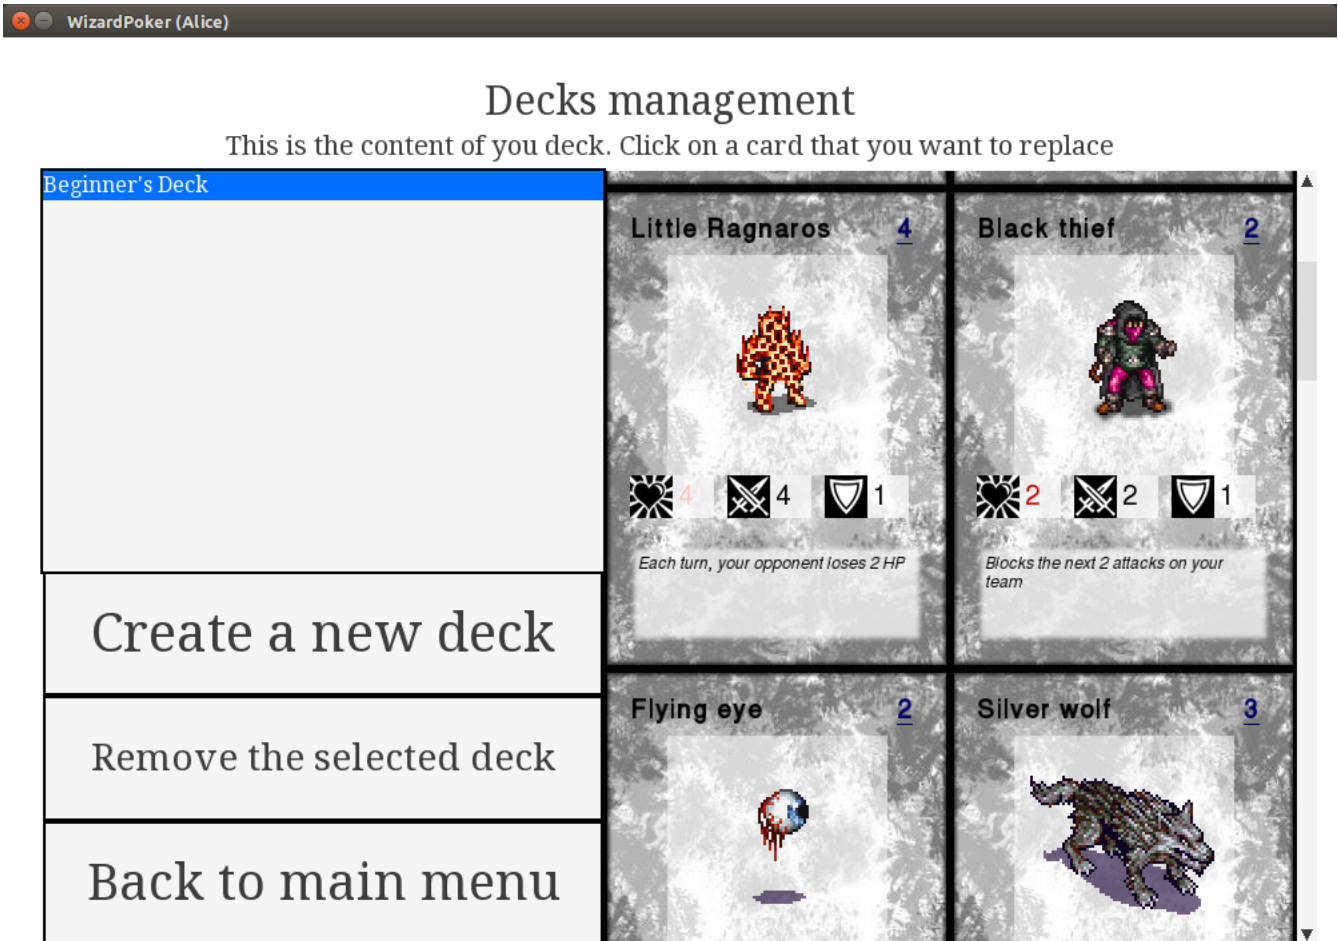 WizardPoker (Alice)
Decks management
This is the content of you deck. Click on a card that you want to replace
Beginner's Deck
Create a new deck
Remove the selected deck
Back to main menu
Little Ragnaros 4
4 4 1
Each turn, your opponent loses 2 HP
Black thief 2
2 2 1
Blocks the next 2 attacks on your
team
Flying eye 2
Silver wolf 3